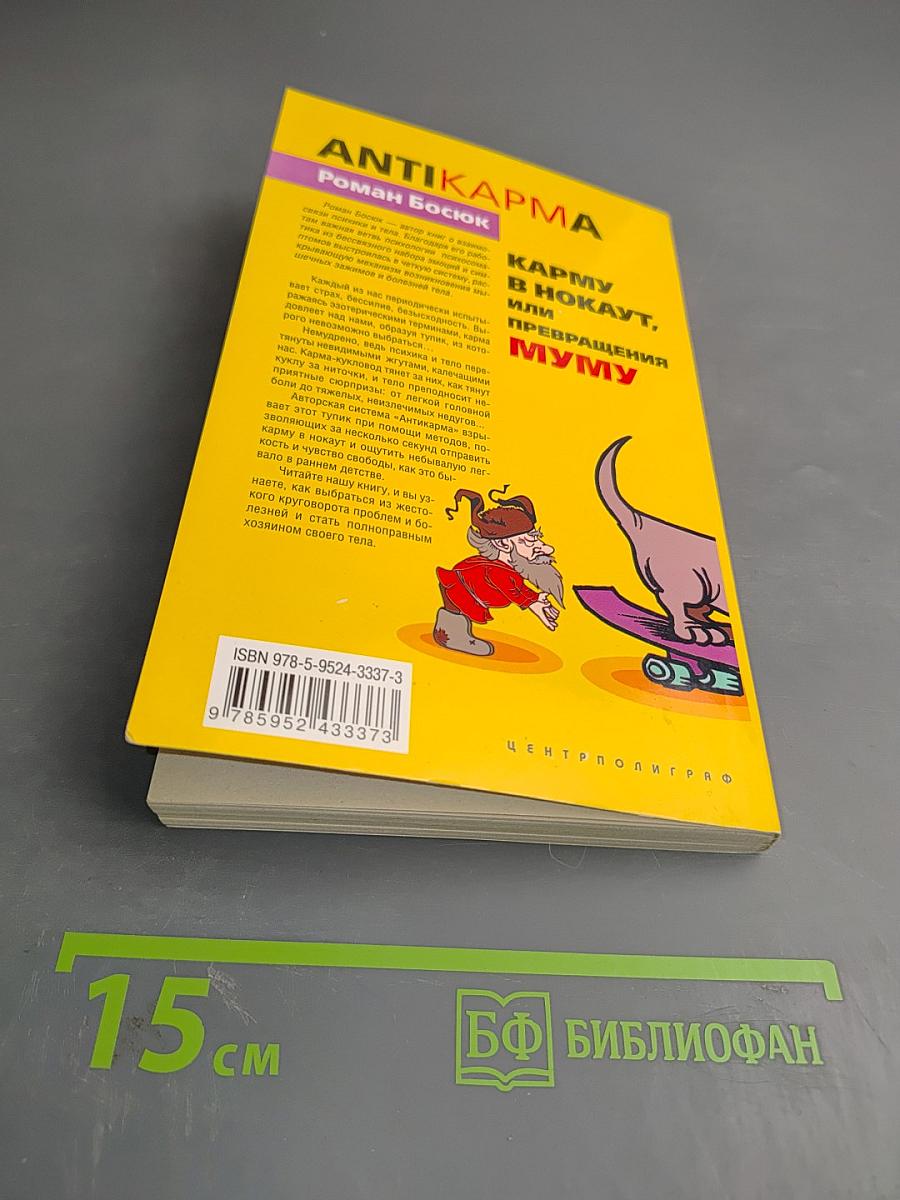 ANTIКАРМА
Роман Босюк
Роман Босюк — автор книг о взаимо-
связи психики и тела. Благодаря его рабо-
там важная ветвь психологии психосома-
тика из бессвязного набора эмоций и сим-
птомов выстроилась в четкую систему, рас-
крывающую механизм возникновения мы-
шечных зажимов и болезней тела.
Каждый из нас периодически испыты-
вает страх, бессилие, безысходность. Вы-
ражаясь эзотерическими терминами, карма
довлеет над нами, образуя тупик, из кото-
рого невозможно выбраться...
Немудрено, ведь психика и тело пере-
тянуты невидимыми жгутами, калечащими
нас. Карма-кукловод тянет за них, как тянут
куклу за ниточки, и тело преподносит не-
приятные сюрпризы: от легкой головной
боли до тяжелых, неизлечимых недугов...
Авторская система «Антикарма» взры-
вает этот тупик при помощи методов, по-
зволяющих за несколько секунд отправить
карму в нокаут и ощутить небывалую лег-
кость и чувство свободы, как это бы-
вало в раннем детстве.
Читайте нашу книгу, и вы уз-
наете, как выбраться из жесто-
кого круговорота проблем и бо-
лезней и стать полноправным
хозяином своего тела.
КАРМУ
В НОКАУТ,
ИЛИ
ПРЕВРАЩЕНИЯ
МУМУ
ISBN 978-5-9524-3337-3
9 785952 433373
ЦЕНТРПОЛИГРАФ
15 см
БФ БИБЛИОФАН